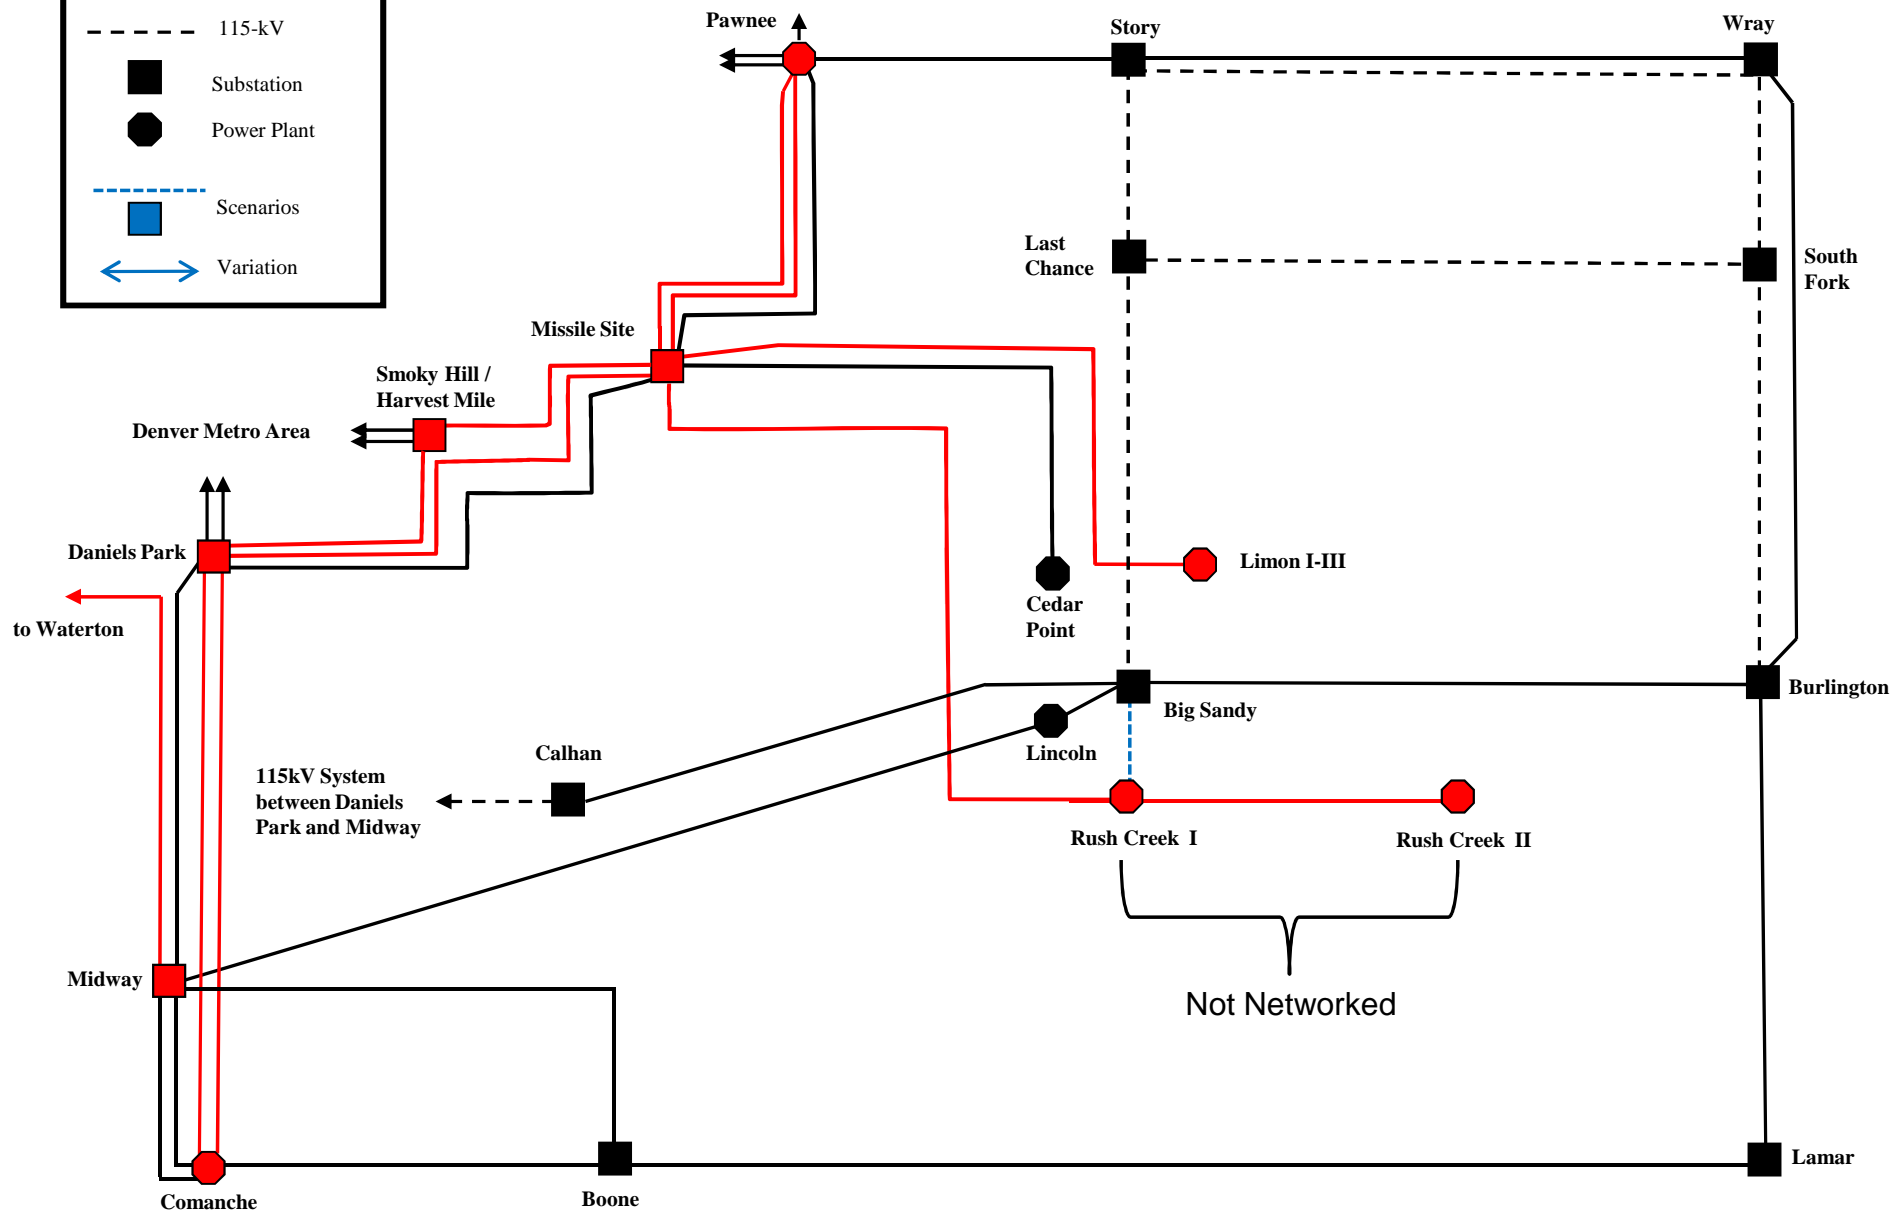 115-kV
Substation
Power Plant
Scenarios
Variation
Pawnee
Story
Wray
Last
Chance
South
Fork
Missile Site
Smoky Hill /
Harvest Mile
Denver Metro Area
Daniels Park
to Waterton
Limon I-III
Cedar
Point
Burlington
Big Sandy
Lincoln
Calhan
115kV System
between Daniels
Park and Midway
Rush Creek I
Rush Creek II
Midway
Not Networked
Lamar
Boone
Comanche